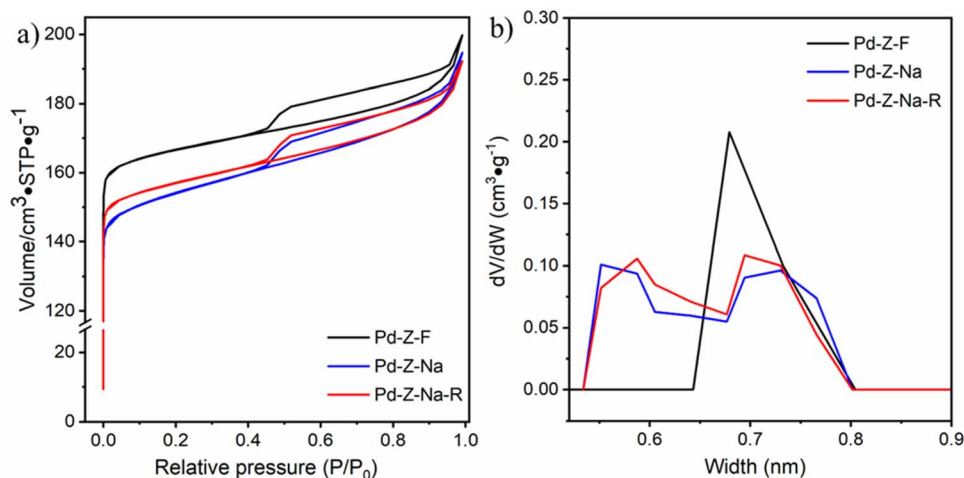 a)
Volume/cm³•STP•g⁻¹
200
180
160
140
120
20
0
0.0 0.2 0.4 0.6 0.8 1.0
Relative pressure (P/P₀)
Pd-Z-F
Pd-Z-Na
Pd-Z-Na-R
b)
dV/dW (cm³•g⁻¹)
0.30
0.25
0.20
0.15
0.10
0.05
0.00
0.6 0.7 0.8 0.9
Width (nm)
Pd-Z-F
Pd-Z-Na
Pd-Z-Na-R